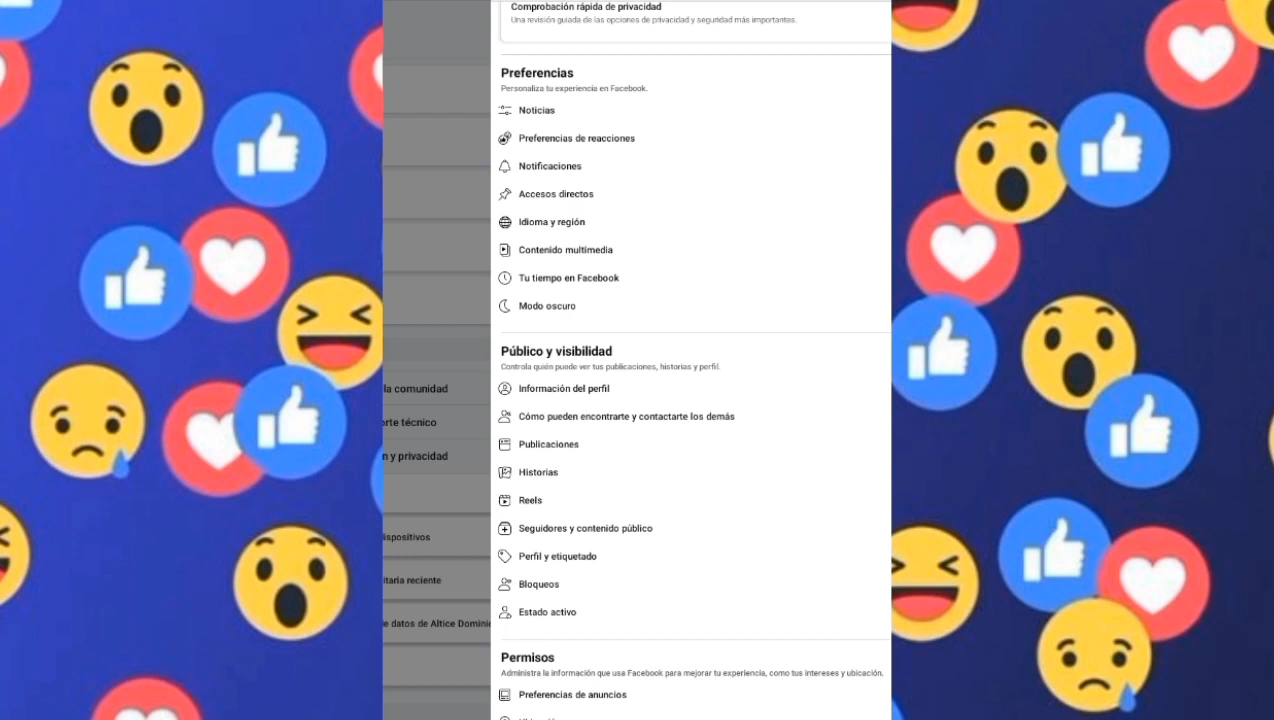 Comprobación rápida de privacidad
Una revisión guiada de las opciones de privacidad y seguridad más importantes.
Preferencias
Personaliza tu experiencia en Facebook.
Noticias
Preferencias de reacciones
Notificaciones
Accesos directos
Idioma y región
Contenido multimedia
Tu tiempo en Facebook
Modo oscuro
Público y visibilidad
Controla quién puede ver tus publicaciones, historias y perfil.
Información del perfil
la comunidad
Cómo pueden encontrarte y contactarte los demás
rte técnico
Publicaciones
n y privacidad
Historias
Reels
Seguidores y contenido público
ispositivos
Perfil y etiquetado
itaria reciente
Bloqueos
Estado activo
e datos de Altice Domini
Permisos
Administra la información que usa Facebook para mejorar tu experiencia, como tus intereses y ubicación.
Preferencias de anuncios